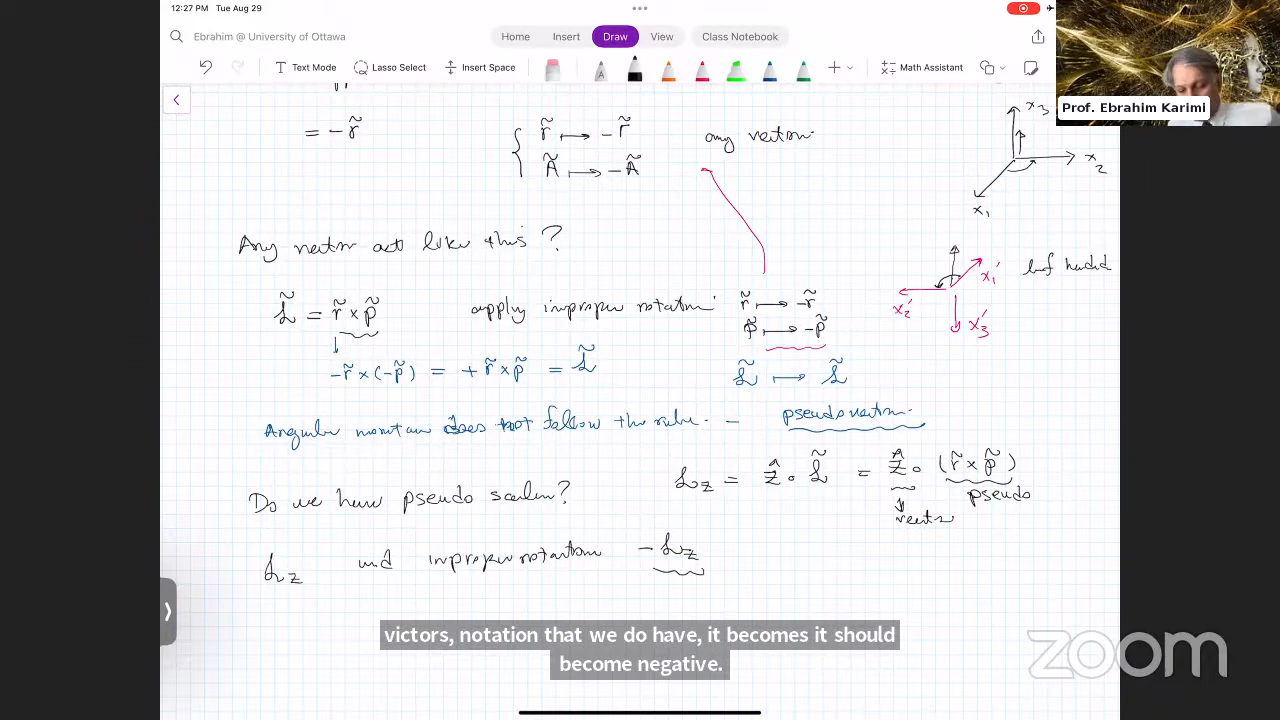 12:27 PM Tue Aug 29
Ebrahim @ University of Ottawa
Home Insert Draw View Class Notebook
Text Mode Lasso Select Insert Space Math Assistant
Prof. Ebrahim Karimi
= -r̃
r̃ ⟼ -r̃
Ã ⟼ -Ã
any vector
x₃
x₂
x₁
Any vector acts like this?
x₁'
x₂'
x₃'
left handed
L̃ = r̃ × p̃ apply improper rotation r̃ ⟼ -r̃
p̃ ⟼ -p̃
-r̃ × (-p̃) = + r̃ × p̃ = L̃ L̃ ⟼ L̃
Angular momentum does not follow the rule. - pseudo vector.
L_z = ẑ ∘ L̃ = ẑ ∘ (r̃ × p̃)
vector pseudo
Do we have pseudo scalar?
L_z und improper rotation -L_z
victors, notation that we do have, it becomes it should
become negative.
zoom